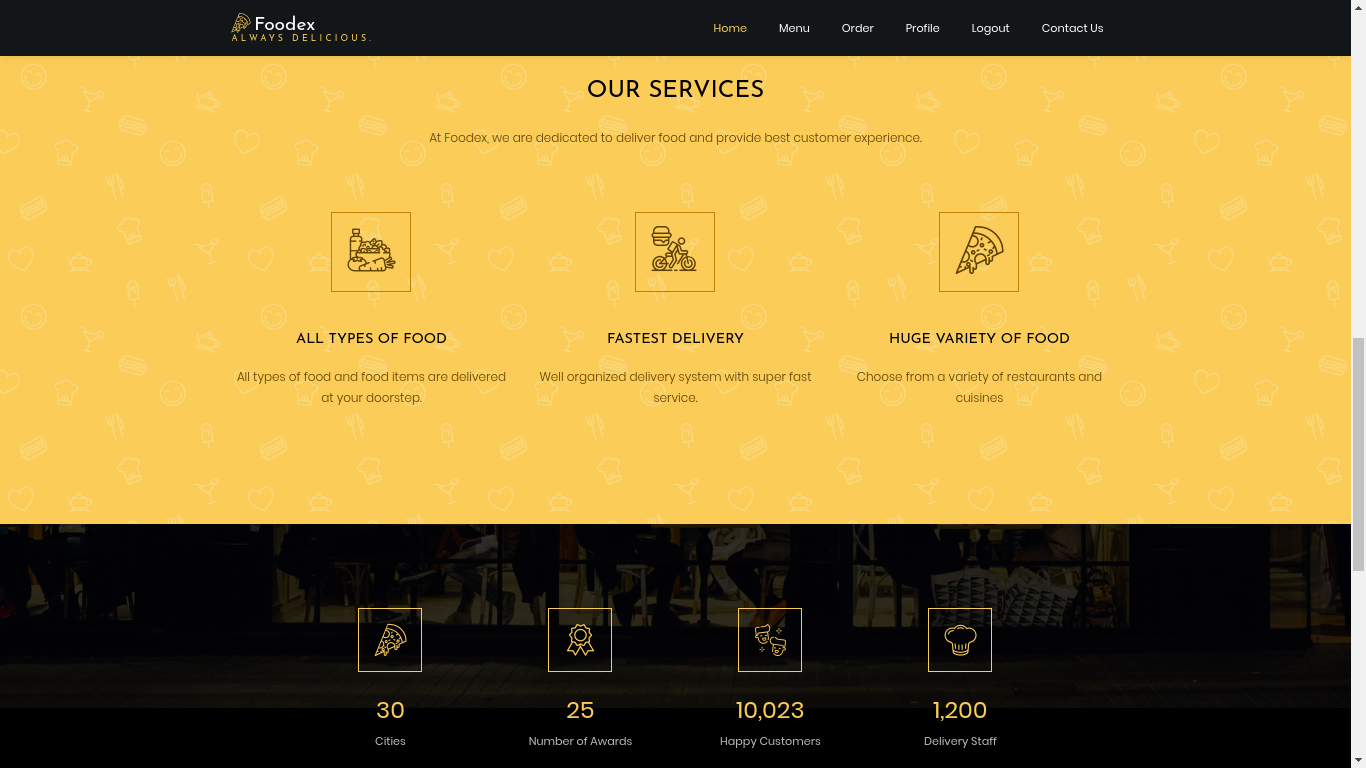 Foodex
ALWAYS DELICIOUS.
Home
Menu
Order
Profile
Logout
Contact Us
OUR SERVICES
At Foodex, we are dedicated to deliver food and provide best customer experience.
ALL TYPES OF FOOD
All types of food and food items are delivered
at your doorstep.
FASTEST DELIVERY
Well organized delivery system with super fast
service.
HUGE VARIETY OF FOOD
Choose from a variety of restaurants and
cuisines
30
Cities
25
Number of Awards
10,023
Happy Customers
1,200
Delivery Staff